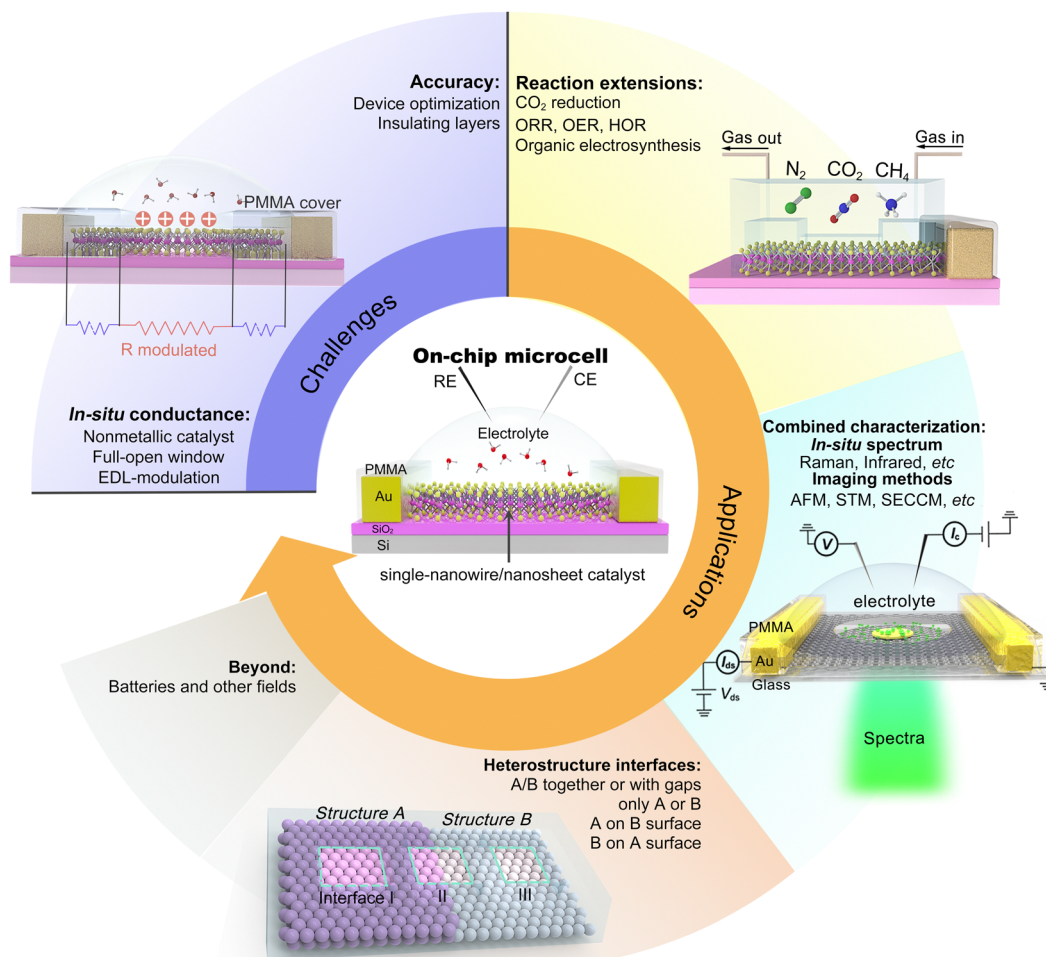 Accuracy:
Device optimization
Insulating layers
Reaction extensions:
CO₂ reduction
ORR, OER, HOR
Organic electrosynthesis
Gas out
Gas in
N₂
CO₂
CH₄
PMMA cover
R modulated
In-situ conductance:
Nonmetallic catalyst
Full-open window
EDL-modulation
Challenges
On-chip microcell
RE
CE
Electrolyte
PMMA
Au
SiO₂
Si
single-nanowire/nanosheet catalyst
Applications
Combined characterization:
In-situ spectrum
Raman, Infrared, etc
Imaging methods
AFM, STM, SECCM, etc
V
Ic
electrolyte
PMMA
Ids
Au
Glass
Vds
Spectra
Beyond:
Batteries and other fields
Heterostructure interfaces:
A/B together or with gaps
only A or B
A on B surface
B on A surface
Structure A
Structure B
Interface I
II
III